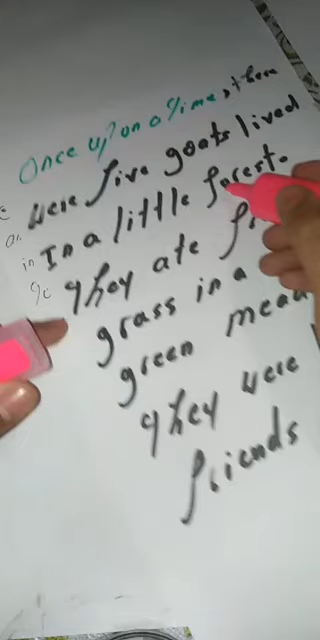 Once upon a time, there
were five goats lived
In a little forest.
They ate
grass in a
green
They were
friends